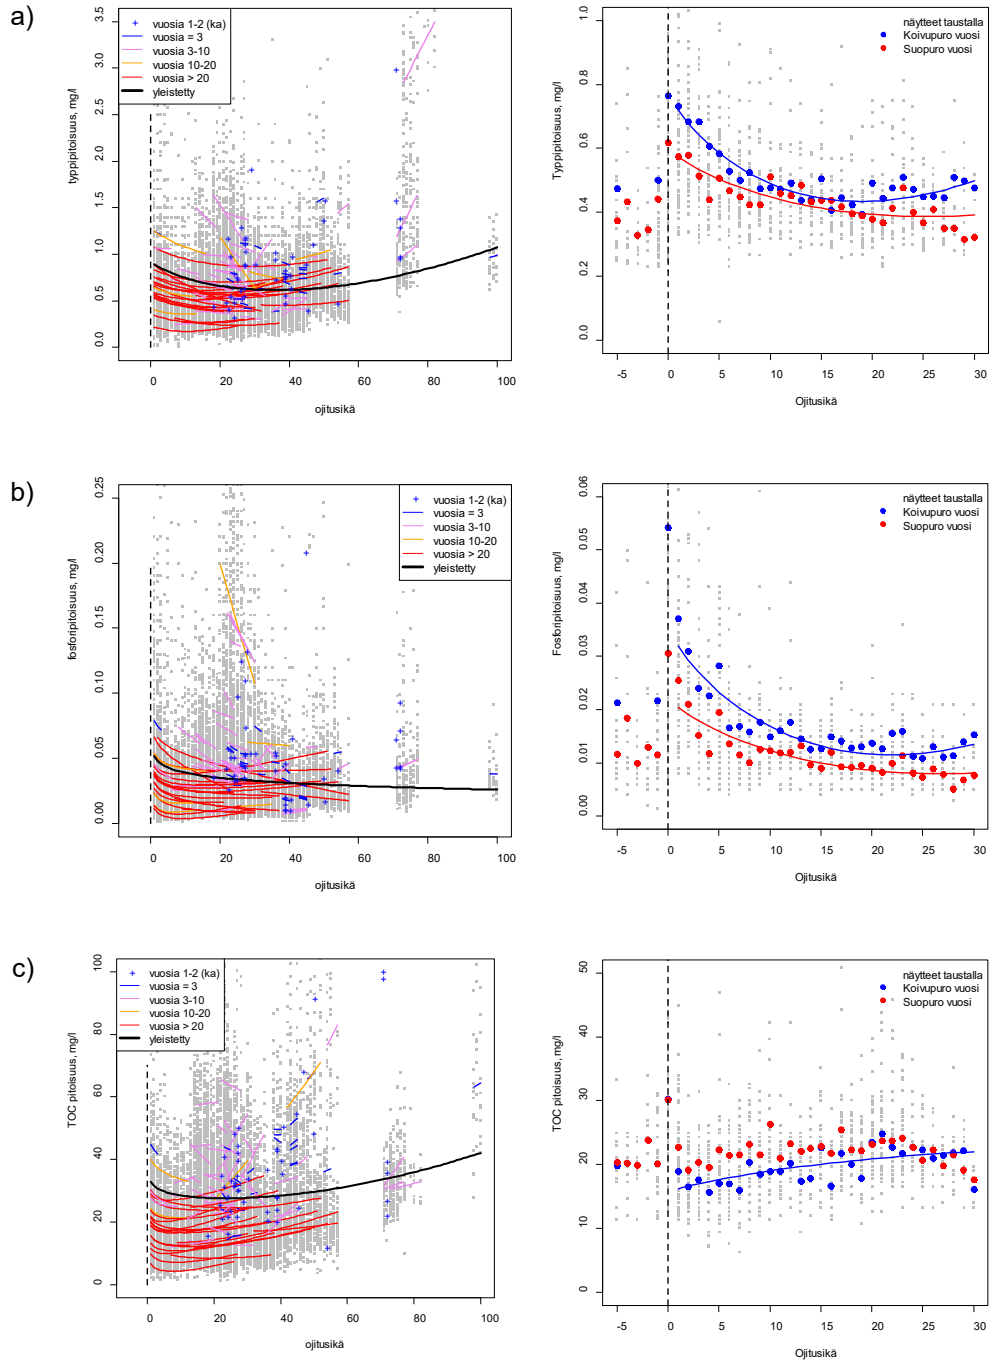 a)
typpipitoisuus, mg/l
3.5
3.0
2.5
2.0
1.5
1.0
0.5
0.0
vuosia 1-2 (ka)
vuosia = 3
vuosia 3-10
vuosia 10-20
vuosia > 20
yleistetty
0 20 40 60 80 100
ojitusikä
Typpipitoisuus, mg/l
1.0
0.8
0.6
0.4
0.2
0.0
näytteet taustalla
Koivupuro vuosi
Suopuro vuosi
-5 0 5 10 15 20 25 30
Ojitusikä
b)
fosforipitoisuus, mg/l
0.25
0.20
0.15
0.10
0.05
0.00
vuosia 1-2 (ka)
vuosia = 3
vuosia 3-10
vuosia 10-20
vuosia > 20
yleistetty
0 20 40 60 80 100
ojitusikä
Fosforipitoisuus, mg/l
0.06
0.05
0.04
0.03
0.02
0.01
0.00
näytteet taustalla
Koivupuro vuosi
Suopuro vuosi
-5 0 5 10 15 20 25 30
Ojitusikä
c)
TOC pitoisuus, mg/l
100
80
60
40
20
0
vuosia 1-2 (ka)
vuosia = 3
vuosia 3-10
vuosia 10-20
vuosia > 20
yleistetty
0 20 40 60 80 100
ojitusikä
TOC pitoisuus, mg/l
50
40
30
20
10
0
näytteet taustalla
Koivupuro vuosi
Suopuro vuosi
-5 0 5 10 15 20 25 30
Ojitusikä